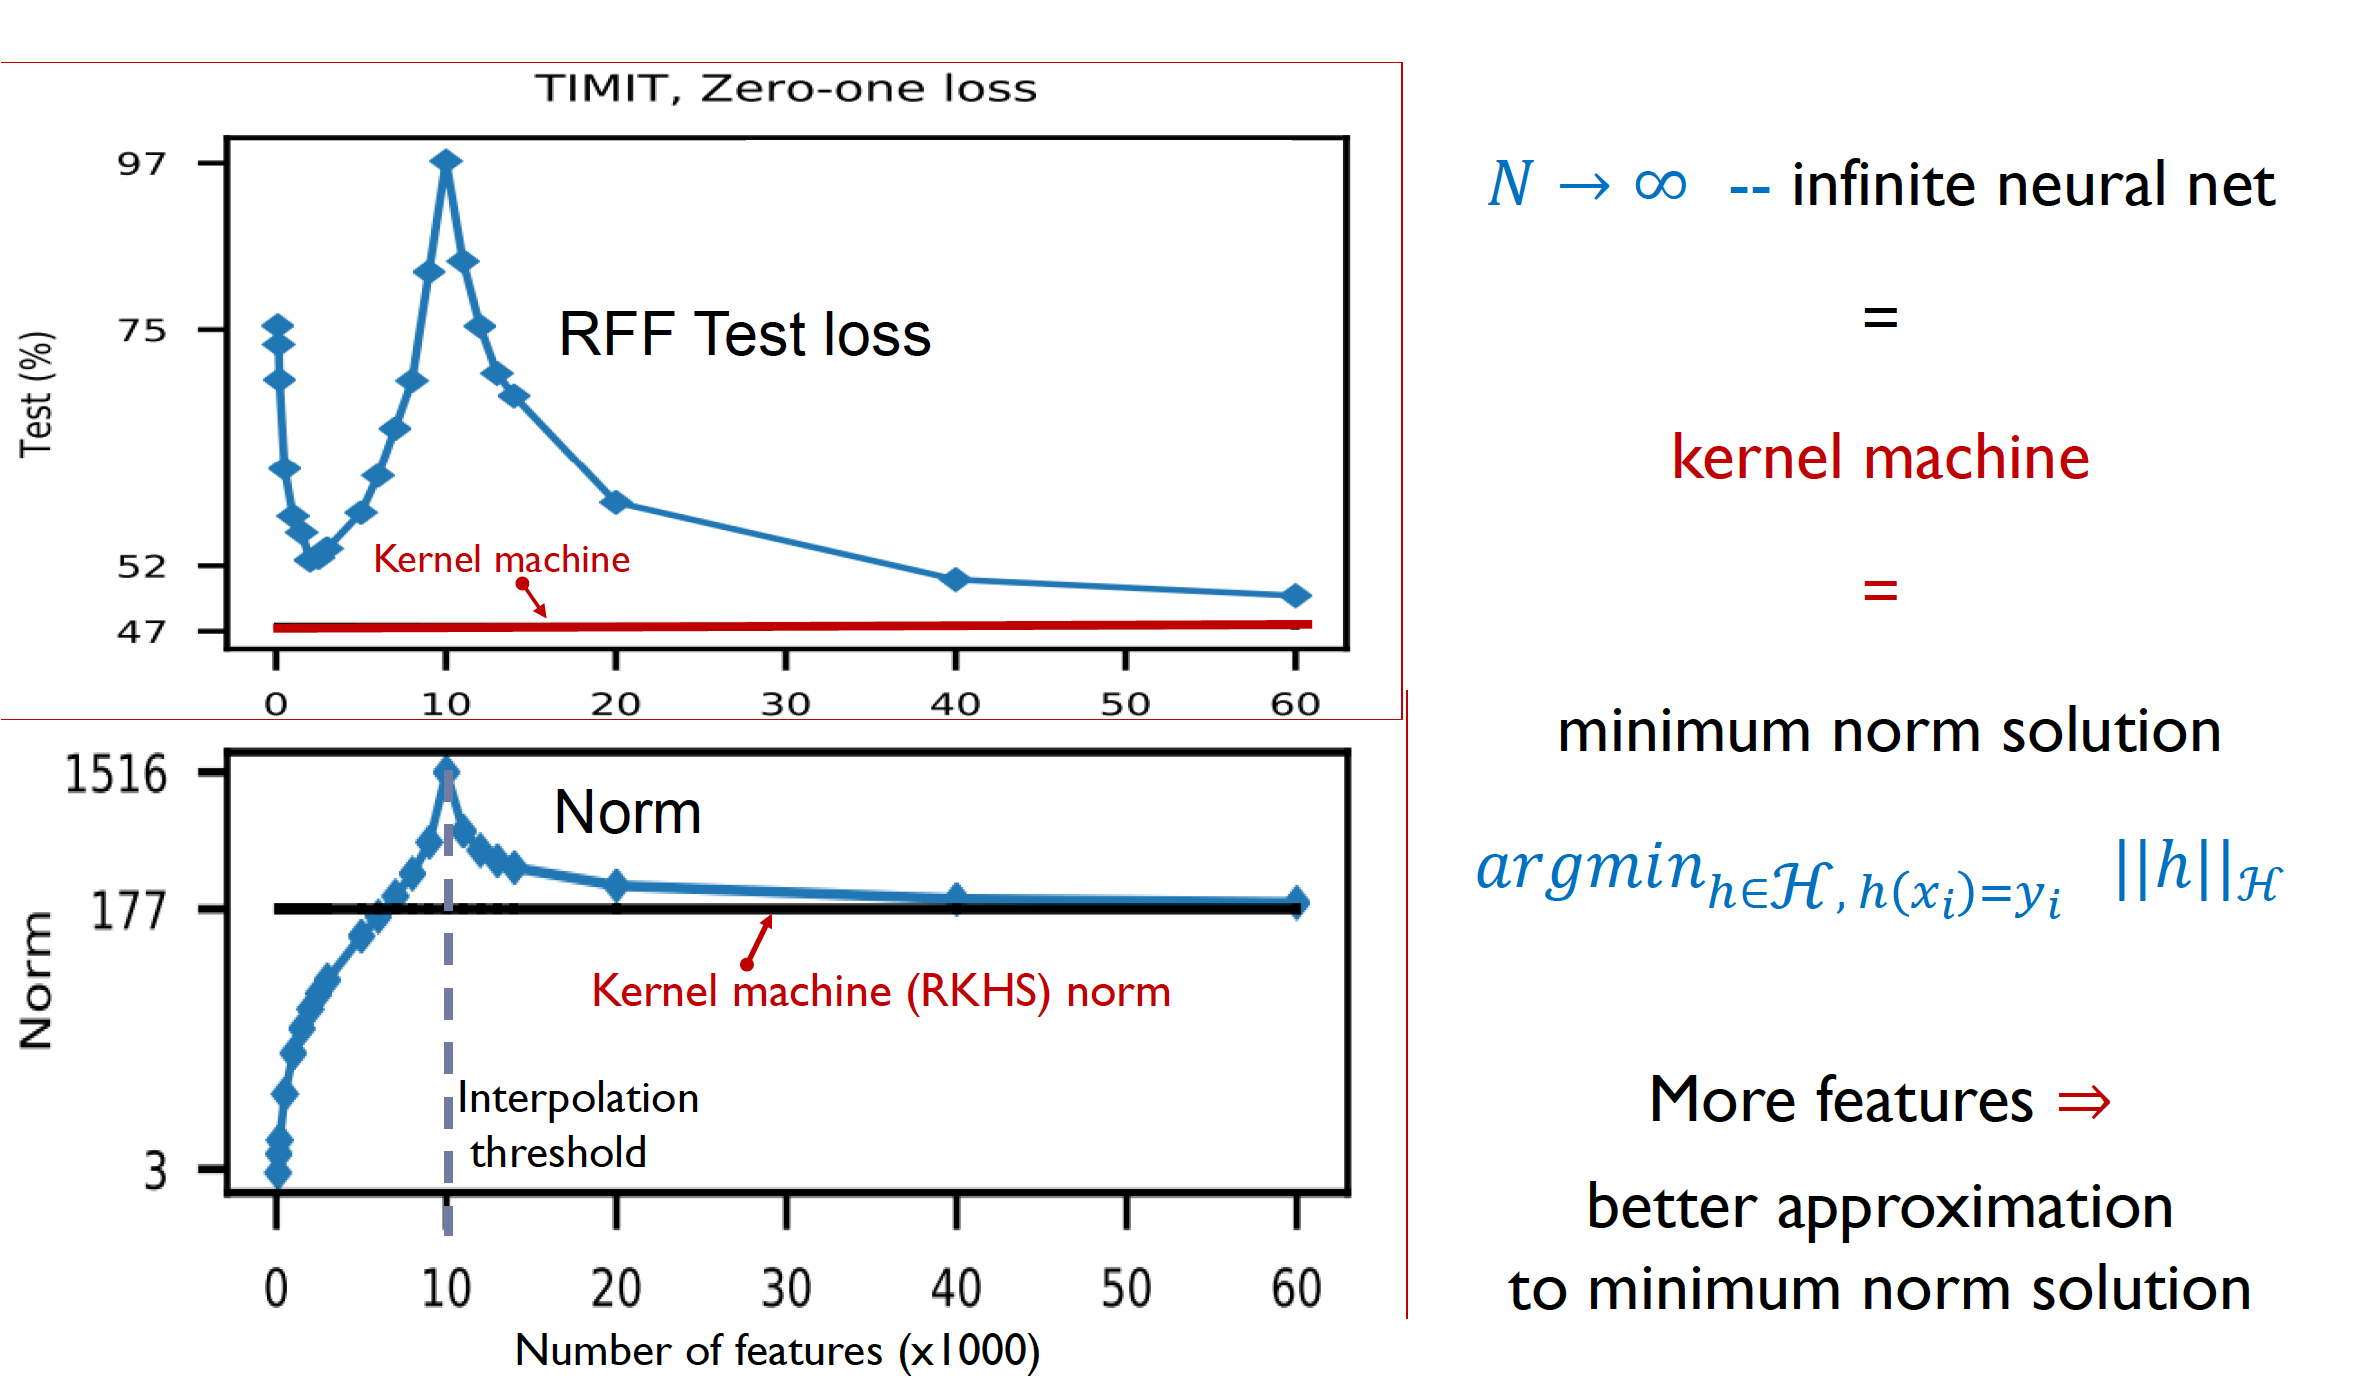 TIMIT, Zero-one loss
97
75
52
47
Test (%)
RFF Test loss
Kernel machine
0 10 20 30 40 50 60
1516
177
3
Norm
Norm
Kernel machine (RKHS) norm
Interpolation
threshold
0 10 20 30 40 50 60
Number of features (x1000)
N → ∞ -- infinite neural net
=
kernel machine
=
minimum norm solution
argmin_{h∈ℋ, h(x_i)=y_i} ||h||_ℋ
More features ⇒
better approximation
to minimum norm solution